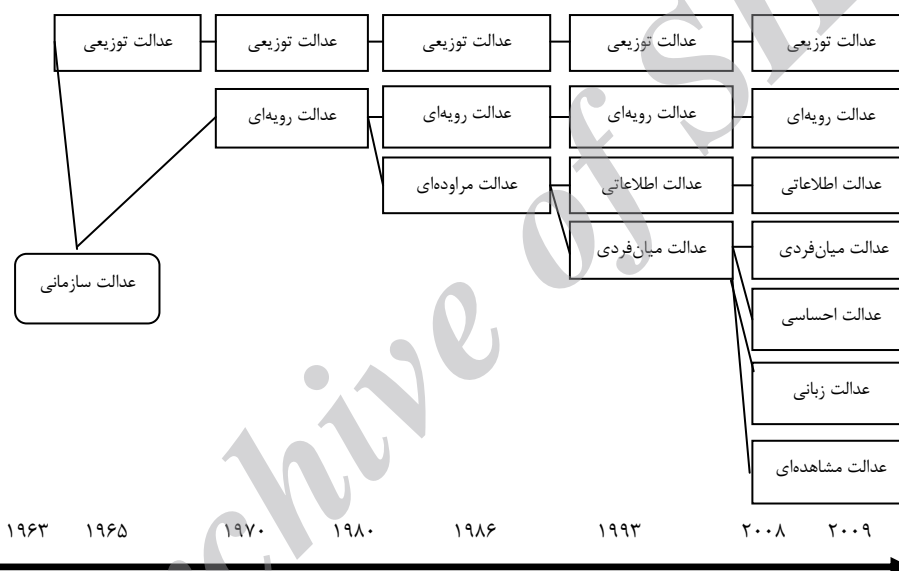 عدالت توزیعی
عدالت توزیعی
عدالت توزیعی
عدالت توزیعی
عدالت توزیعی
عدالت رویه‌ای
عدالت رویه‌ای
عدالت رویه‌ای
عدالت رویه‌ای
عدالت مراوده‌ای
عدالت اطلاعاتی
عدالت اطلاعاتی
عدالت سازمانی
عدالت میان‌فردی
عدالت میان‌فردی
عدالت احساسی
عدالت زبانی
عدالت مشاهده‌ای
۱۹۶۳ ۱۹۶۵ ۱۹۷۰ ۱۹۸۰ ۱۹۸۶ ۱۹۹۳ ۲۰۰۸ ۲۰۰۹